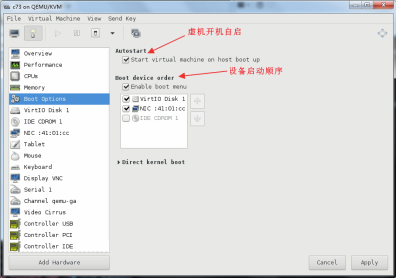 c75 on QEMU/KVM
File Virtual Machine View Send Key
虚机开机自启
Overview
Performance
CPUs
Memory
Boot Options
VirtIO Disk 1
IDE CDROM 1
NIC :41:01:cc
Tablet
Mouse
Keyboard
Display VNC
Serial 1
Channel qemu-ga
Video Cirrus
Controller USB
Controller PCI
Controller IDE
Add Hardware
Autostart
Start virtual machine on host boot up
设备启动顺序
Boot device order
Enable boot menu
VirtIO Disk 1
NIC :41:01:cc
IDE CDROM 1
Direct kernel boot
Cancel
Apply